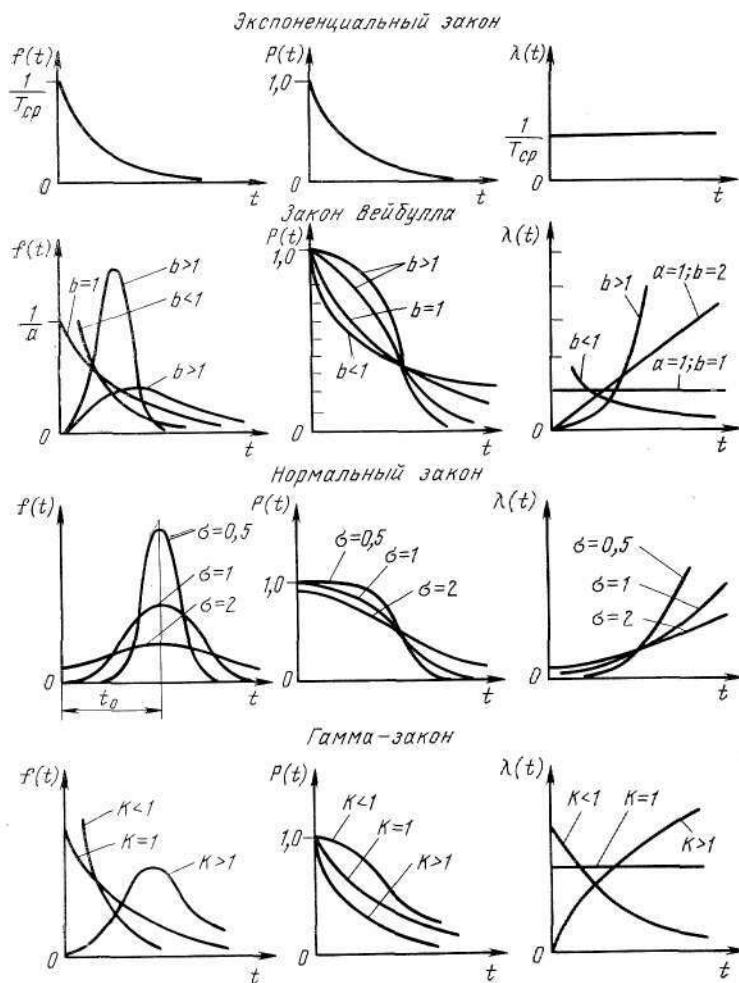 Экспоненциальный закон
f(t)
1
Tср
0
t
P(t)
1,0
0
t
λ(t)
1
Tср
0
t
Закон Вейбулла
f(t)
1
a
b=1
b>1
b<1
b>1
0
t
P(t)
1,0
b>1
b=1
b<1
0
t
λ(t)
b>1
a=1; b=2
b<1
a=1; b=1
0
t
Нормальный закон
f(t)
σ=0,5
σ=1
σ=2
0
t₀
t
P(t)
1,0
σ=0,5
σ=1
σ=2
0
t
λ(t)
σ=0,5
σ=1
σ=2
0
t
Гамма-закон
f(t)
K<1
K=1
K>1
0
t
P(t)
1,0
K<1
K=1
K>1
0
t
λ(t)
K<1
K=1
K>1
0
t